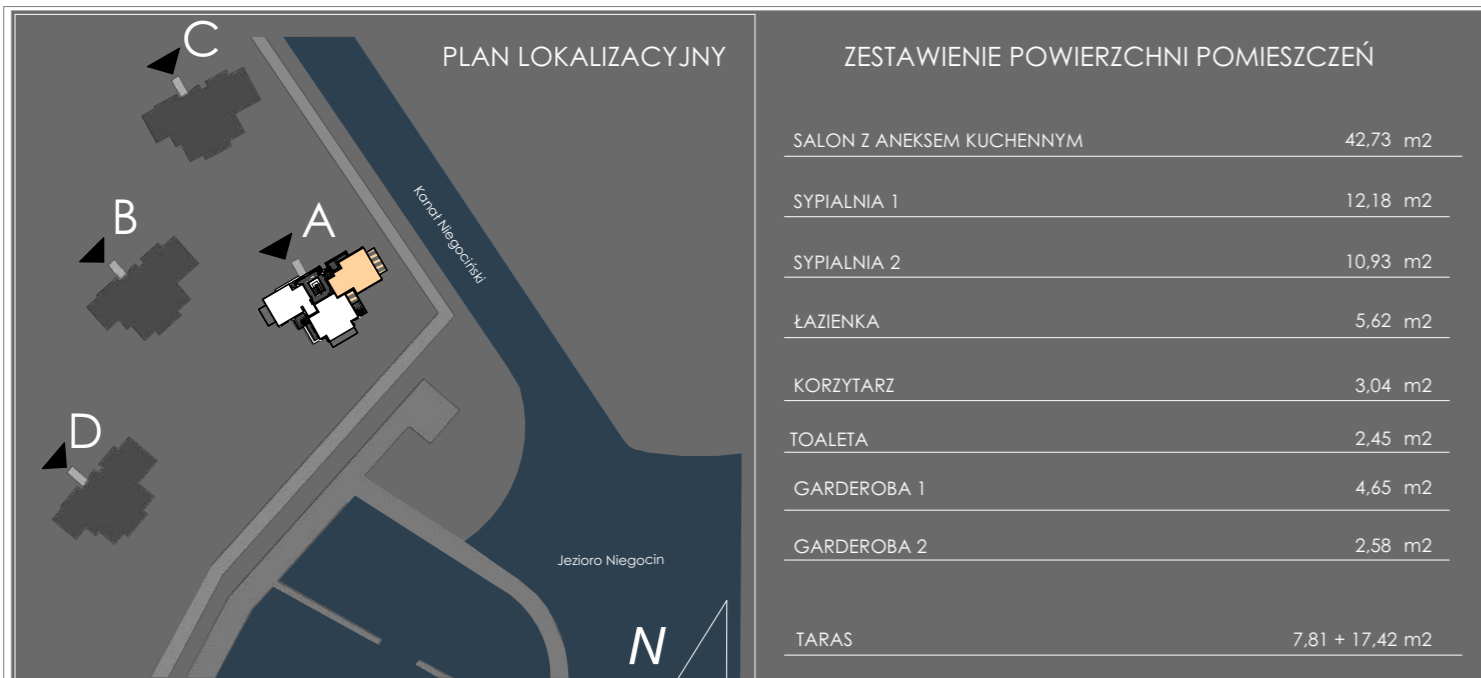 PLAN LOKALIZACYJNY
C
B
A
D
Kanał Niegociński
Jezioro Niegocin
N
ZESTAWIENIE POWIERZCHNI POMIESZCZEŃ
SALON Z ANEKSEM KUCHENNYM 42,73 m2
SYPIALNIA 1 12,18 m2
SYPIALNIA 2 10,93 m2
ŁAZIENKA 5,62 m2
KORZYTARZ 3,04 m2
TOALETA 2,45 m2
GARDEROBA 1 4,65 m2
GARDEROBA 2 2,58 m2
TARAS 7,81 + 17,42 m2